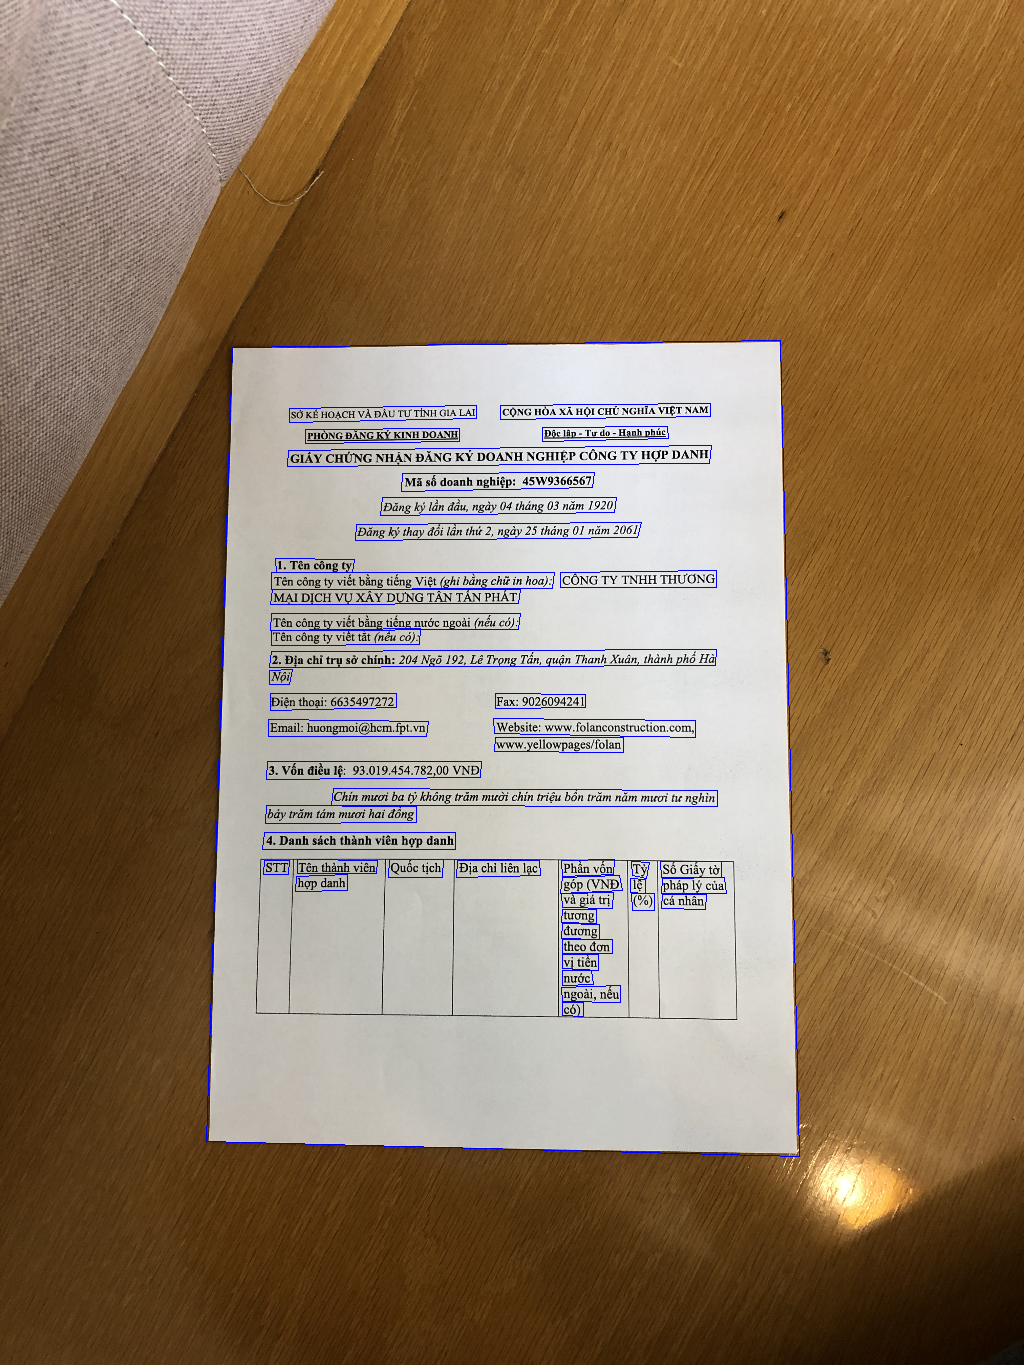 SỞ KẾ HOẠCH VÀ ĐẦU TƯ TỈNH GIA LAI
CỘNG HÒA XÃ HỘI CHỦ NGHĨA VIỆT NAM
PHÒNG ĐĂNG KÝ KINH DOANH
Độc lập - Tự do - Hạnh phúc
GIẤY CHỨNG NHẬN ĐĂNG KÝ DOANH NGHIỆP CÔNG TY HỢP DANH
Mã số doanh nghiệp: 45W9366567
Đăng ký lần đầu, ngày 04 tháng 03 năm 1920
Đăng ký thay đổi lần thứ 2, ngày 25 tháng 01 năm 2061
1. Tên công ty
Tên công ty viết bằng tiếng Việt (ghi bằng chữ in hoa): CÔNG TY TNHH THƯƠNG
MẠI DỊCH VỤ XÂY DỰNG TÂN TẤN PHÁT
Tên công ty viết bằng tiếng nước ngoài (nếu có):
Tên công ty viết tắt (nếu có):
2. Địa chỉ trụ sở chính: 204 Ngõ 192, Lê Trọng Tấn, quận Thanh Xuân, thành phố Hà
Nội
Điện thoại: 6635497272
Fax: 9026094241
Email: huongmoi@hcm.fpt.vn
Website: www.folanconstruction.com,
www.yellowpages/folan
3. Vốn điều lệ: 93.019.454.782,00 VNĐ
Chín mươi ba tỷ không trăm mười chín triệu bốn trăm năm mươi tư nghìn
bảy trăm tám mươi hai đồng
4. Danh sách thành viên hợp danh
STT
Tên thành viên
hợp danh
Quốc tịch
Địa chỉ liên lạc
Phần vốn
góp (VNĐ
và giá trị
tương
đương
theo đơn
vị tiền
nước
ngoài, nếu
có)
Tỷ
lệ
(%)
Số Giấy tờ
pháp lý của
cá nhân